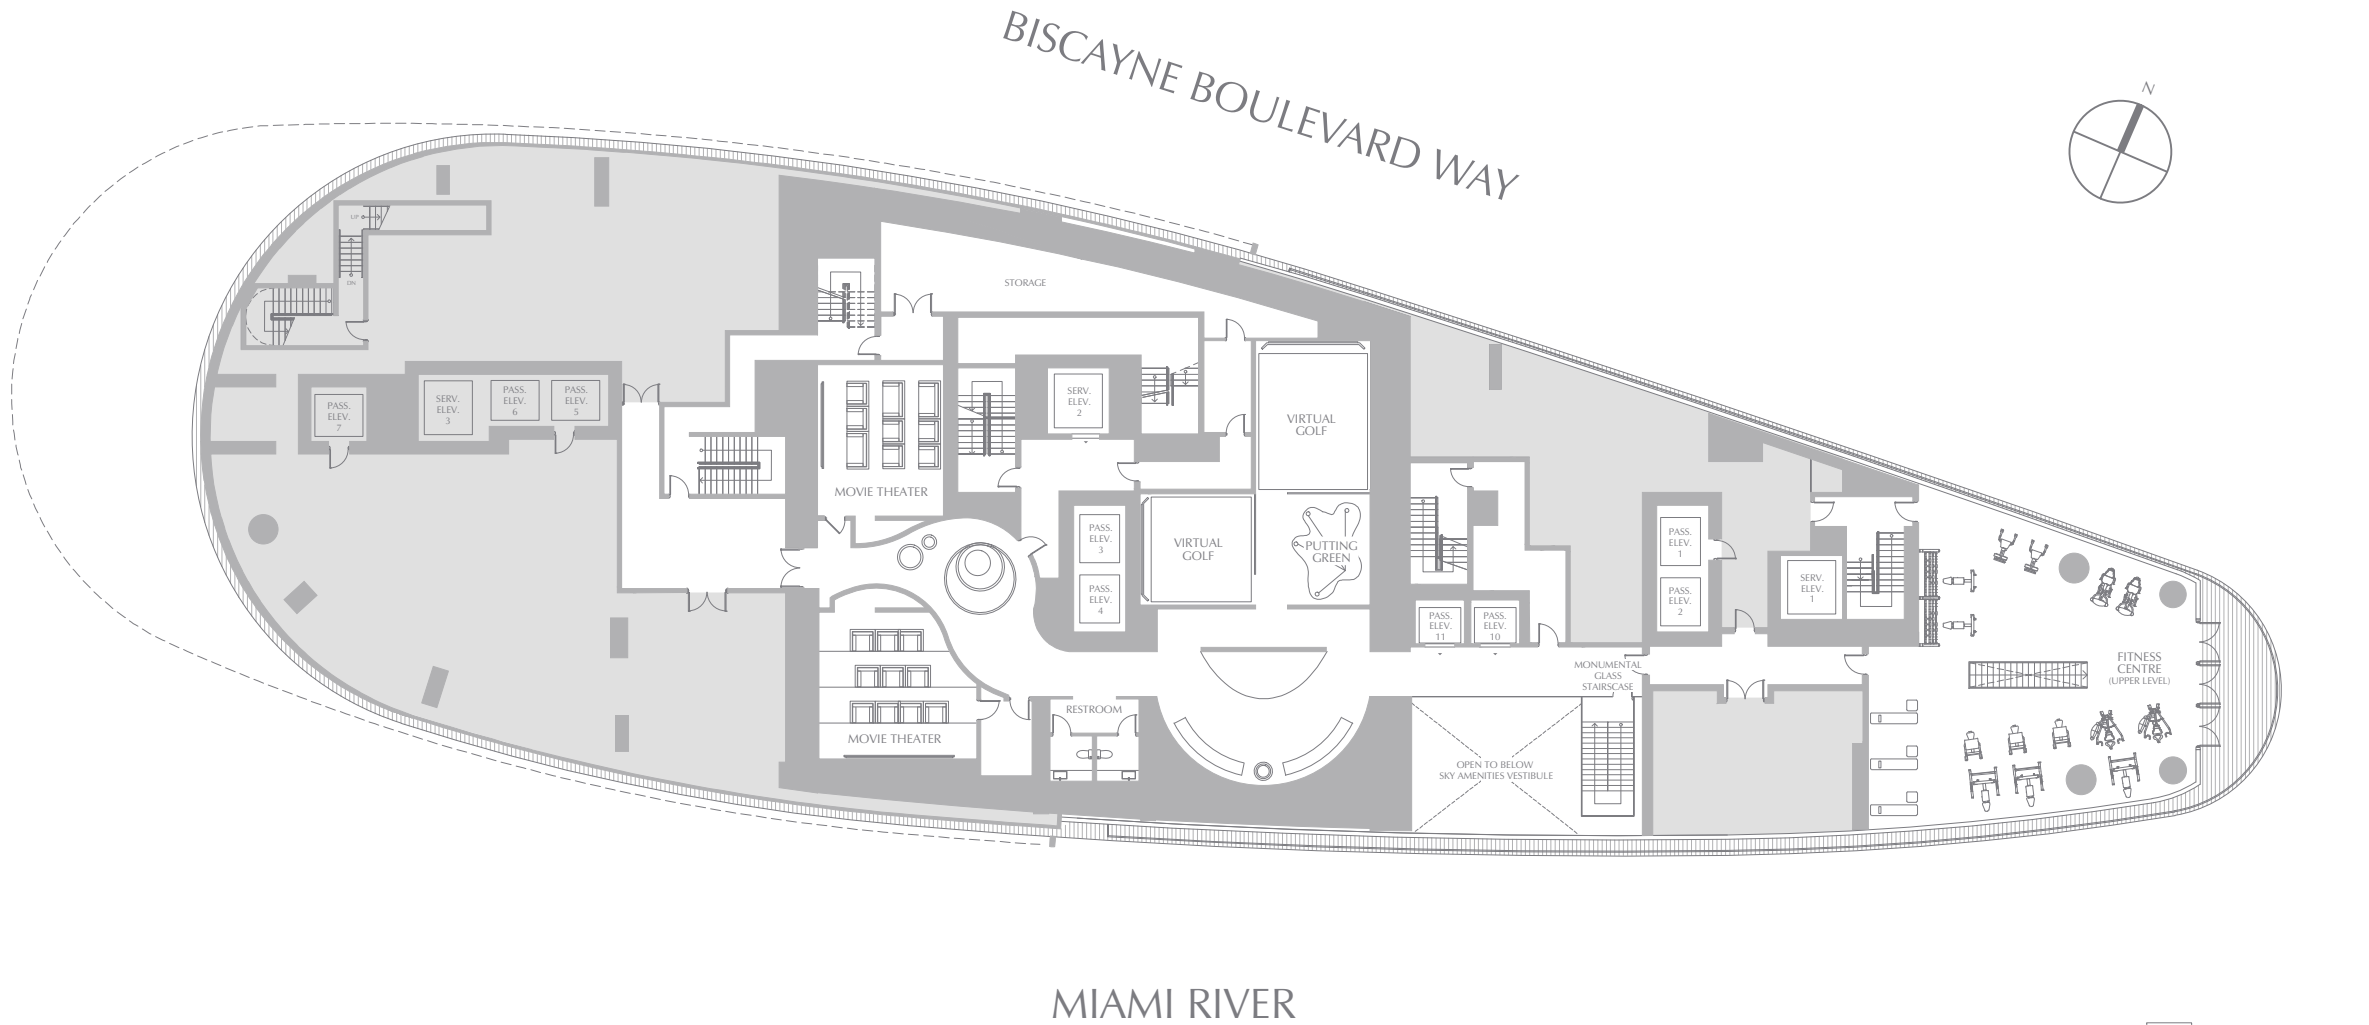 BISCAYNE BOULEVARD WAY
N
UP
DN
STORAGE
PASS.
ELEV.
7
SERV.
ELEV.
3
PASS.
ELEV.
6
PASS.
ELEV.
5
SERV.
ELEV.
2
VIRTUAL
GOLF
MOVIE THEATER
PASS.
ELEV.
3
PASS.
ELEV.
4
VIRTUAL
GOLF
PUTTING
GREEN
PASS.
ELEV.
11
PASS.
ELEV.
10
PASS.
ELEV.
1
PASS.
ELEV.
2
SERV.
ELEV.
1
MONUMENTAL
GLASS
STAIRSCASE
FITNESS
CENTRE
(UPPER LEVEL)
RESTROOM
MOVIE THEATER
OPEN TO BELOW
SKY AMENITIES VESTIBULE
MIAMI RIVER